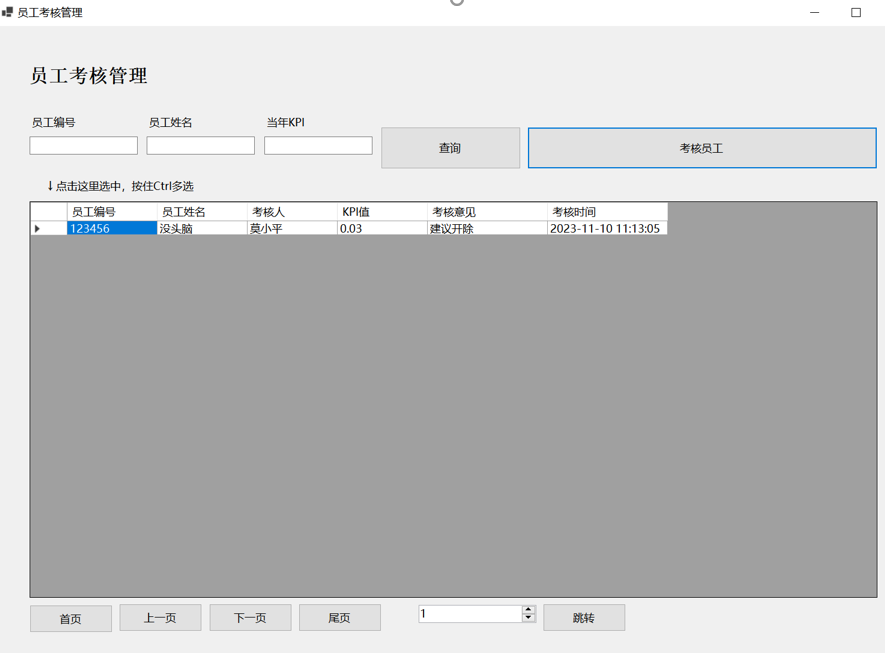 员工考核管理
员工考核管理
员工编号 员工姓名 当年KPI
查询 考核员工
↓点击这里选中，按住Ctrl多选
员工编号 员工姓名 考核人 KPI值 考核意见 考核时间
123456 没头脑 莫小平 0.03 建议开除 2023-11-10 11:13:05
首页 上一页 下一页 尾页 1 跳转